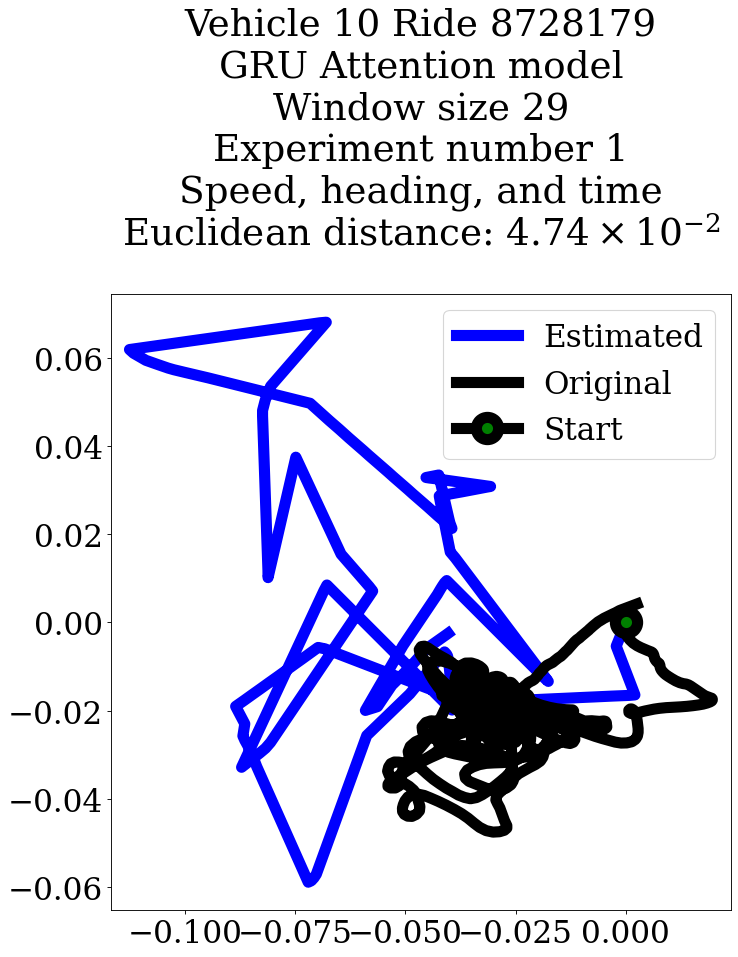 Vehicle 10 Ride 8728179
GRU Attention model
Window size 29
Experiment number 1
Speed, heading, and time
Euclidean distance: 4.74 × 10⁻²
Estimated
Original
Start
0.06
0.04
0.02
0.00
−0.02
−0.04
−0.06
−0.100 −0.075 −0.050 −0.025 0.000